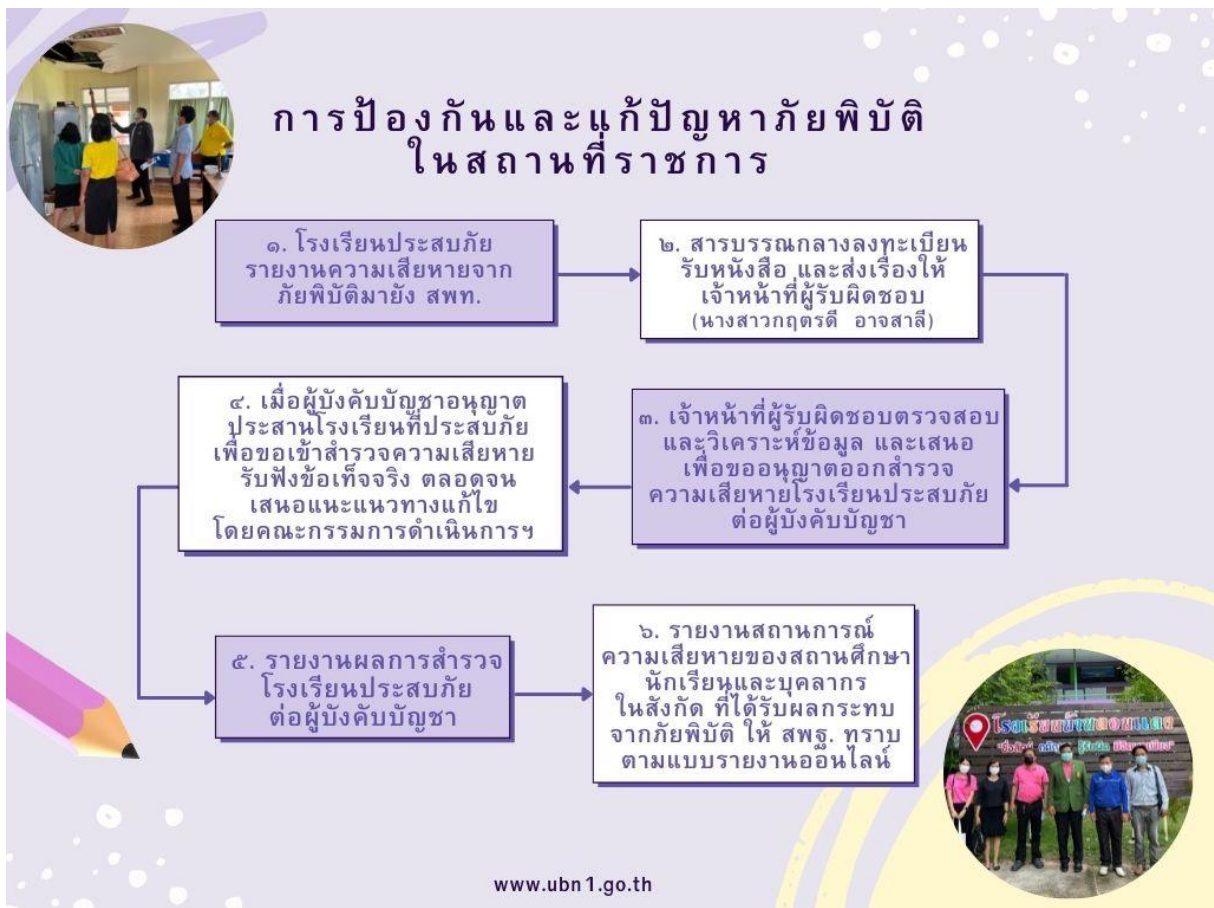 การป้องกันและแก้ปัญหาภัยพิบัติ
ในสถานที่ราชการ
๑. โรงเรียนประสบภัย
รายงานความเสียหายจาก
ภัยพิบัติมายัง สพท.
๒. สารบรรณกลางลงทะเบียน
รับหนังสือ และส่งเรื่องให้
เจ้าหน้าที่ผู้รับผิดชอบ
(นางสาวกฤตรดี อาจสาลี)
๓. เจ้าหน้าที่ผู้รับผิดชอบตรวจสอบ
และวิเคราะห์ข้อมูล และเสนอ
เพื่อขออนุญาตออกสำรวจ
ความเสียหายโรงเรียนประสบภัย
ต่อผู้บังคับบัญชา
๔. เมื่อผู้บังคับบัญชาอนุญาต
ประสานโรงเรียนที่ประสบภัย
เพื่อขอเข้าสำรวจความเสียหาย
รับฟังข้อเท็จจริง ตลอดจน
เสนอแนะแนวทางแก้ไข
โดยคณะกรรมการดำเนินการฯ
๕. รายงานผลการสำรวจ
โรงเรียนประสบภัย
ต่อผู้บังคับบัญชา
๖. รายงานสถานการณ์
ความเสียหายของสถานศึกษา
นักเรียนและบุคลากร
ในสังกัด ที่ได้รับผลกระทบ
จากภัยพิบัติ ให้ สพฐ. ทราบ
ตามแบบรายงานออนไลน์
โรงเรียนบ้านดอนแดง
www.ubn1.go.th